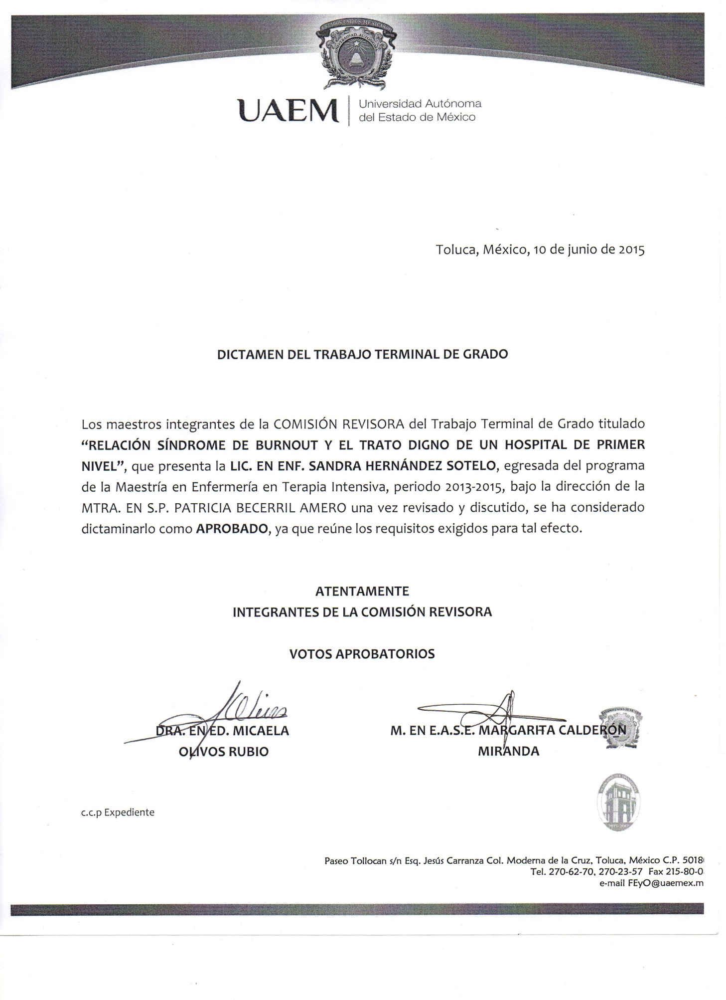 ESTADOS UNIDOS MEXICANOS
UNIVERSIDAD AUTÓNOMA
UAEM
Universidad Autónoma
del Estado de México
Toluca, México, 10 de junio de 2015
DICTAMEN DEL TRABAJO TERMINAL DE GRADO
Los maestros integrantes de la COMISIÓN REVISORA del Trabajo Terminal de Grado titulado
“RELACIÓN SÍNDROME DE BURNOUT Y EL TRATO DIGNO DE UN HOSPITAL DE PRIMER
NIVEL”, que presenta la LIC. EN ENF. SANDRA HERNÁNDEZ SOTELO, egresada del programa
de la Maestría en Enfermería en Terapia Intensiva, periodo 2013-2015, bajo la dirección de la
MTRA. EN S.P. PATRICIA BECERRIL AMERO una vez revisado y discutido, se ha considerado
dictaminarlo como APROBADO, ya que reúne los requisitos exigidos para tal efecto.
ATENTAMENTE
INTEGRANTES DE LA COMISIÓN REVISORA
VOTOS APROBATORIOS
DRA. EN ED. MICAELA
OLIVOS RUBIO
M. EN E.A.S.E. MARGARITA CALDERÓN
MIRANDA
c.c.p Expediente
Paseo Tollocan s/n Esq. Jesús Carranza Col. Moderna de la Cruz, Toluca, México C.P. 5018
Tel. 270-62-70, 270-23-57 Fax 215-80-0
e-mail FEyO@uaemex.m